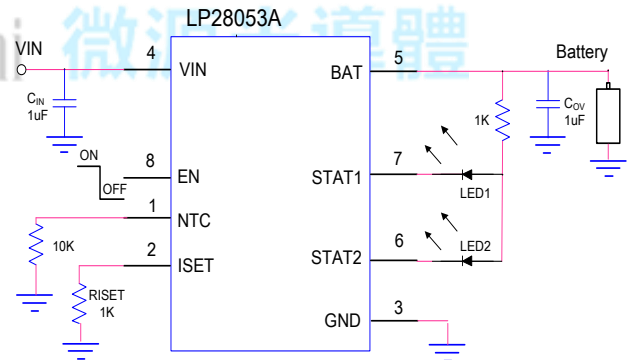 LP28053A
微源半導體
VIN
4
VIN
BAT
5
Battery
CIN
1uF
1K
COV
1uF
ON
OFF
8
EN
STAT1
7
LED1
1
NTC
10K
2
ISET
STAT2
6
LED2
RISET
1K
GND
3